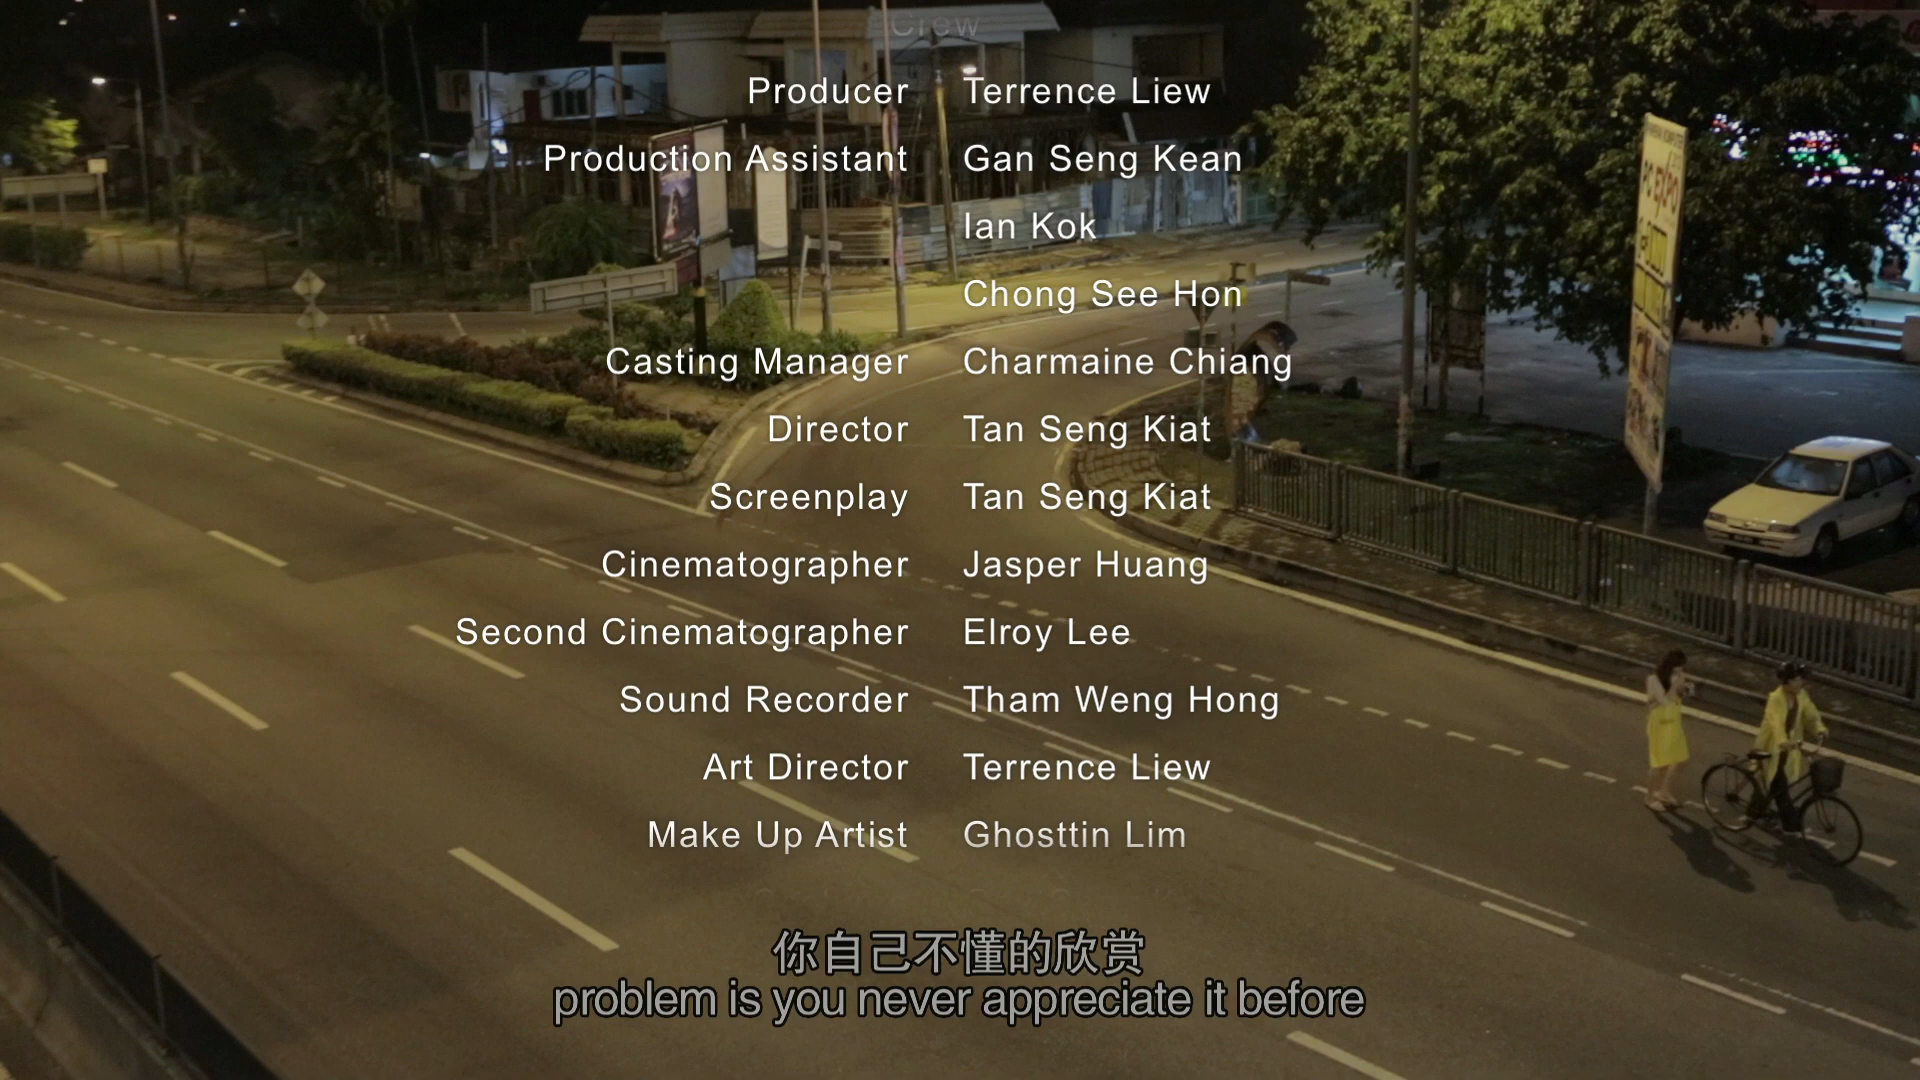 Crew
Producer Terrence Liew
Production Assistant Gan Seng Kean
Ian Kok
Chong See Hon
Casting Manager Charmaine Chiang
Director Tan Seng Kiat
Screenplay Tan Seng Kiat
Cinematographer Jasper Huang
Second Cinematographer Elroy Lee
Sound Recorder Tham Weng Hong
Art Director Terrence Liew
Make Up Artist Ghosttin Lim
你自己不懂的欣赏
problem is you never appreciate it before